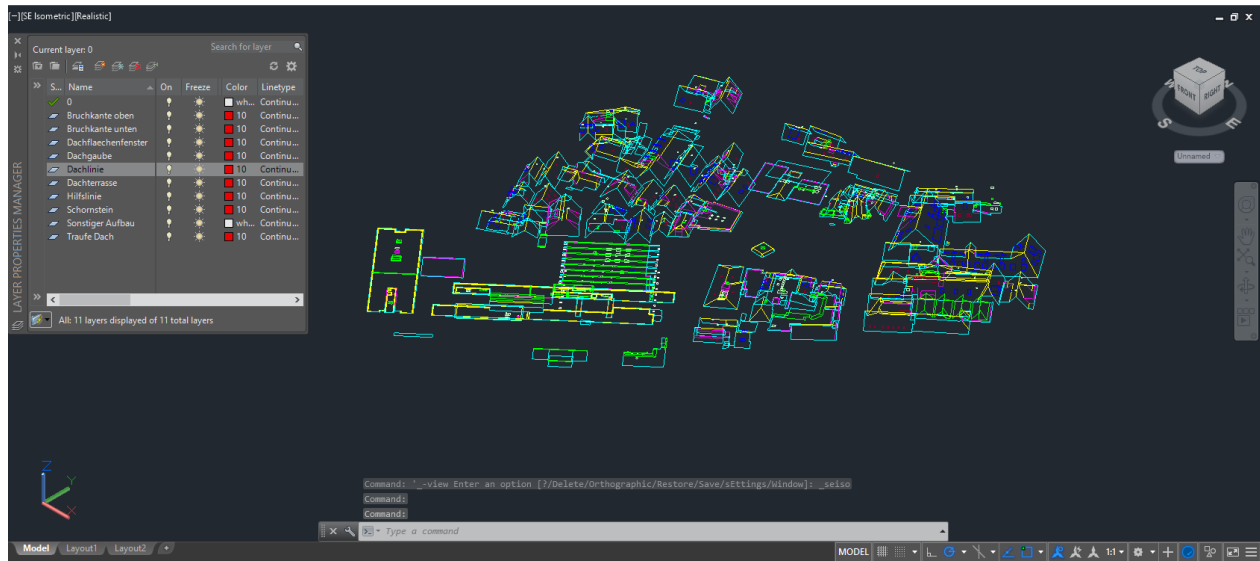 [−][SE Isometric][Realistic]
Current layer: 0
Search for layer
S... Name On Freeze Color Linetype
0 wh... Continu...
Bruchkante oben 10 Continu...
Bruchkante unten 10 Continu...
Dachflaechenfenster 10 Continu...
Dachgaube 10 Continu...
Dachlinie 10 Continu...
Dachterrasse 10 Continu...
Hilfslinie 10 Continu...
Schornstein 10 Continu...
Sonstiger Aufbau wh... Continu...
Traufe Dach 10 Continu...
All: 11 layers displayed of 11 total layers
LAYER PROPERTIES MANAGER
TOP
FRONT
RIGHT
W
N
S
E
Unnamed
Z
Y
X
Command: '_-view Enter an option [?/Delete/Orthographic/Restore/Save/sEttings/Window]: _seiso
Command:
Command:
Type a command
Model Layout1 Layout2 +
MODEL 1:1